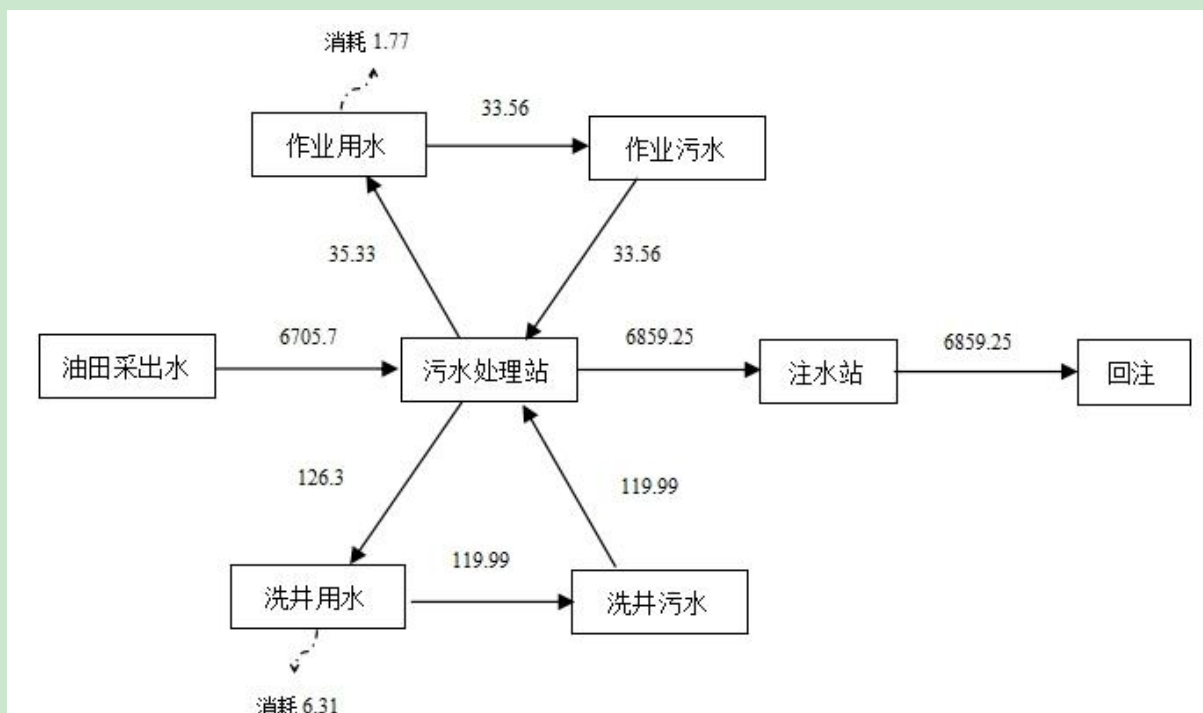 消耗 1.77
33.56
作业用水
作业污水
35.33
33.56
6705.7
6859.25
6859.25
油田采出水
污水处理站
注水站
回注
126.3
119.99
119.99
洗井用水
洗井污水
消耗 6.31